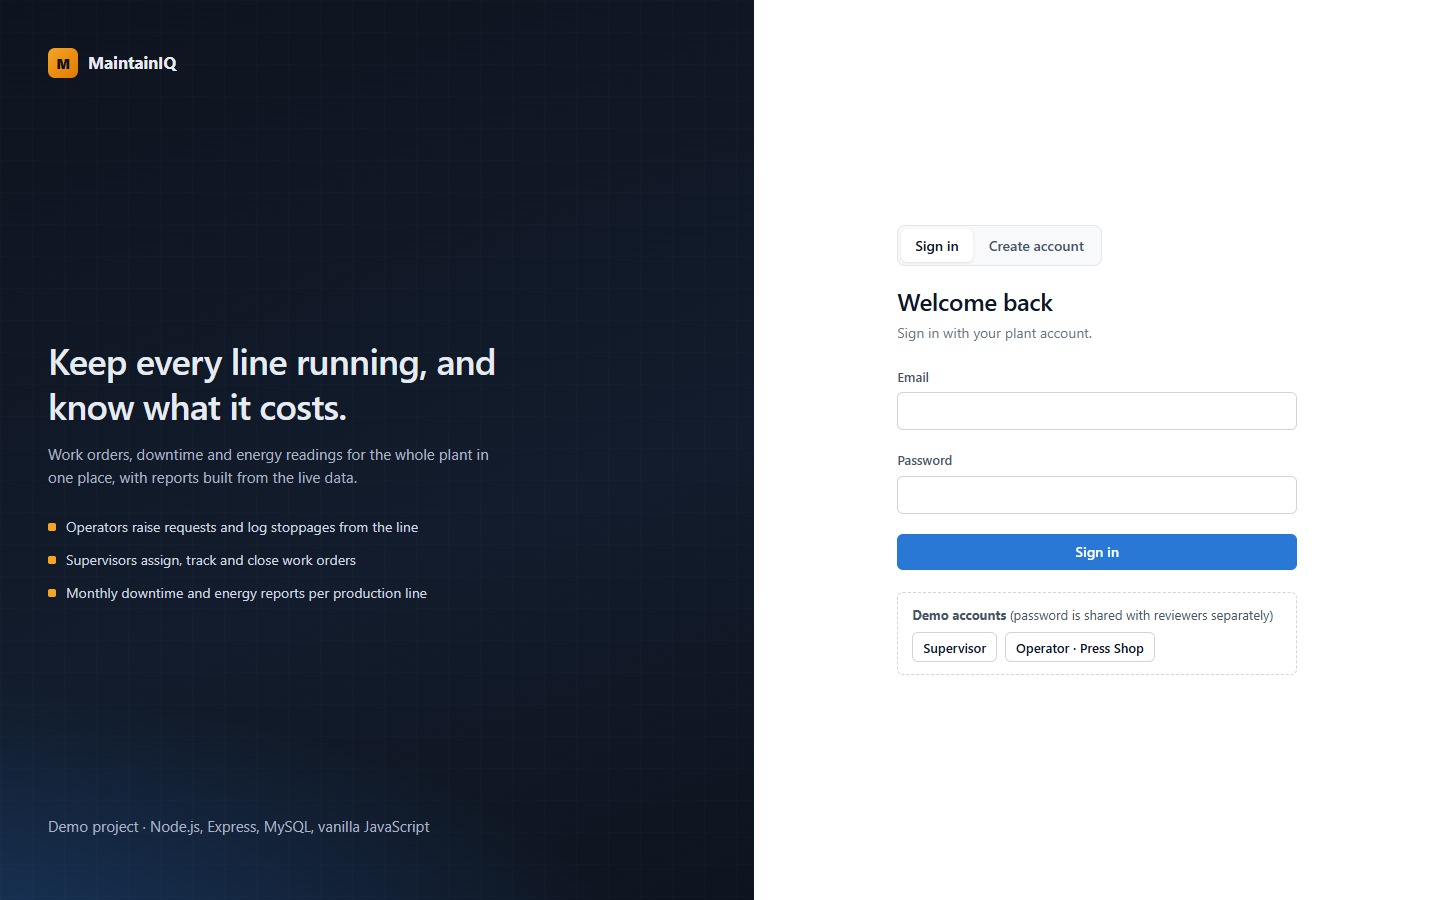 M MaintainIQ
Keep every line running, and
know what it costs.
Work orders, downtime and energy readings for the whole plant in
one place, with reports built from the live data.
Operators raise requests and log stoppages from the line
Supervisors assign, track and close work orders
Monthly downtime and energy reports per production line
Demo project · Node.js, Express, MySQL, vanilla JavaScript
Sign in Create account
Welcome back
Sign in with your plant account.
Email
Password
Sign in
Demo accounts (password is shared with reviewers separately)
Supervisor Operator · Press Shop